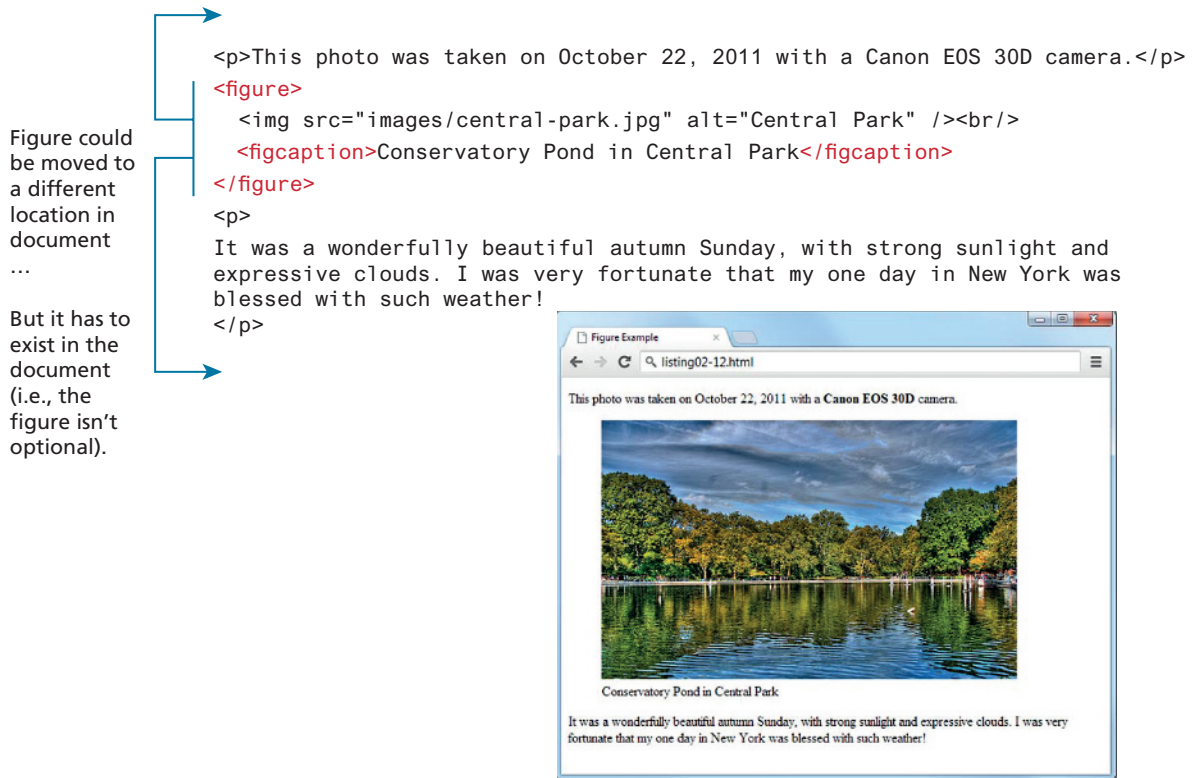 <p>This photo was taken on October 22, 2011 with a Canon EOS 30D camera.</p>
<figure>
<img src="images/central-park.jpg" alt="Central Park" /><br/>
<figcaption>Conservatory Pond in Central Park</figcaption>
</figure>
<p>
It was a wonderfully beautiful autumn Sunday, with strong sunlight and
expressive clouds. I was very fortunate that my one day in New York was
blessed with such weather!
</p>
Figure could
be moved to
a different
location in
document
...
But it has to
exist in the
document
(i.e., the
figure isn't
optional).
Figure Example
listing02-12.html
This photo was taken on October 22, 2011 with a Canon EOS 30D camera.
Conservatory Pond in Central Park
It was a wonderfully beautiful autumn Sunday, with strong sunlight and expressive clouds. I was very
fortunate that my one day in New York was blessed with such weather!